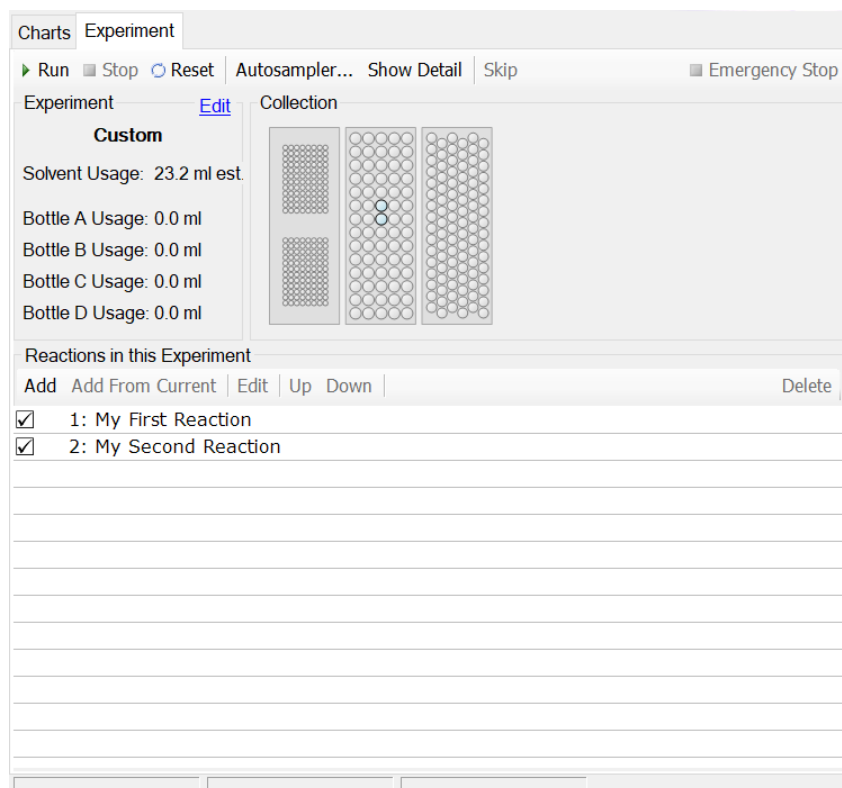 Charts Experiment
Run Stop Reset Autosampler... Show Detail Skip Emergency Stop
Experiment Edit Collection
Custom
Solvent Usage: 23.2 ml est.
Bottle A Usage: 0.0 ml
Bottle B Usage: 0.0 ml
Bottle C Usage: 0.0 ml
Bottle D Usage: 0.0 ml
Reactions in this Experiment
Add Add From Current Edit Up Down Delete
1: My First Reaction
2: My Second Reaction